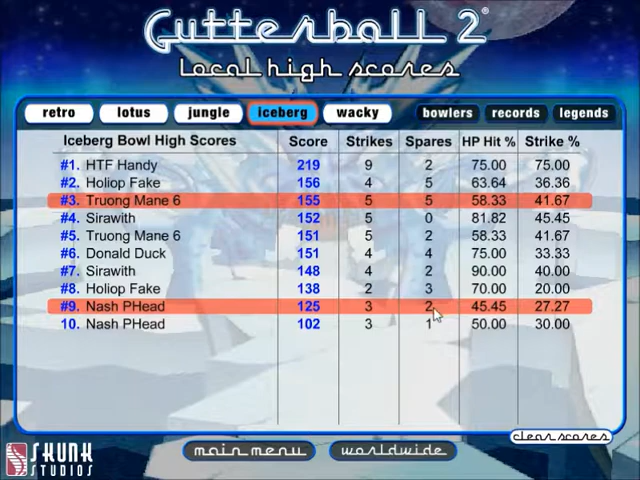 Gutterball 2®
local high scores
retro lotus jungle iceberg wacky bowlers records legends
Iceberg Bowl High Scores Score Strikes Spares HP Hit % Strike %
#1. HTF Handy 219 9 2 75.00 75.00
#2. Holiop Fake 156 4 5 63.64 36.36
#3. Truong Mane 6 155 5 5 58.33 41.67
#4. Sirawith 152 5 0 81.82 45.45
#5. Truong Mane 6 151 5 2 58.33 41.67
#6. Donald Duck 151 4 4 75.00 33.33
#7. Sirawith 148 4 2 90.00 40.00
#8. Holiop Fake 138 2 3 70.00 20.00
#9. Nash PHead 125 3 2 45.45 27.27
10. Nash PHead 102 3 1 50.00 30.00
clear scores
main menu worldwide
SKUNK
STUDIOS